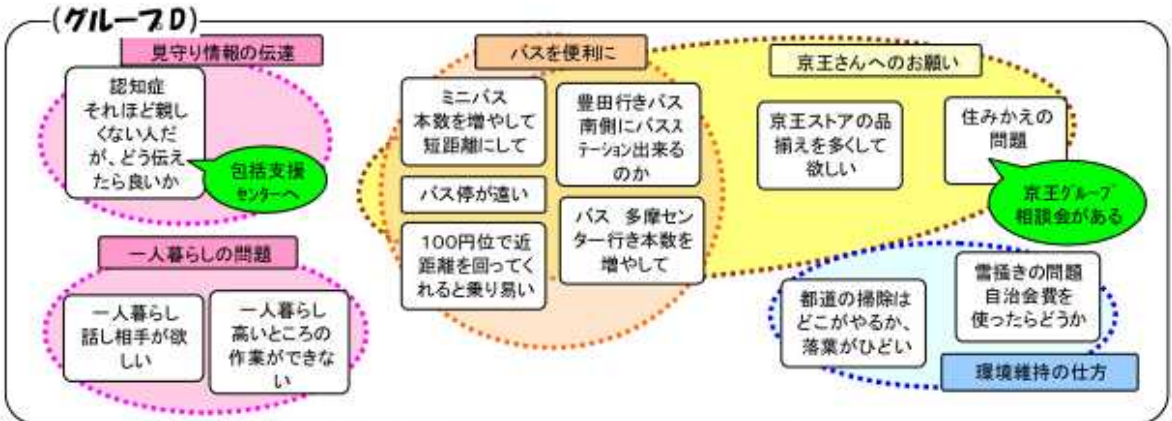 (グループD)
見守り情報の伝達
認知症
それほど親し
くない人だ
が、どう伝え
たら良いか
包括支援
センターへ
一人暮らしの問題
一人暮らし
話し相手が欲
しい
一人暮らし
高いところの
作業ができな
い
バスを便利に
ミニバス
本数を増やして
短距離にして
豊田行きバス
南側にバスス
テーション出来る
のか
バス停が遠い
100円位で近
距離を回ってく
れると乗り易い
バス 多摩セン
ター行き本数を
増やして
京王さんへのお願い
京王ストアの品
揃えを多くして
欲しい
住みかえの
問題
京王グループ
相談会がある
都道の掃除は
どこがやるか、
落葉がひどい
雪掻きの問題
自治会費を
使ったらどうか
環境維持の仕方